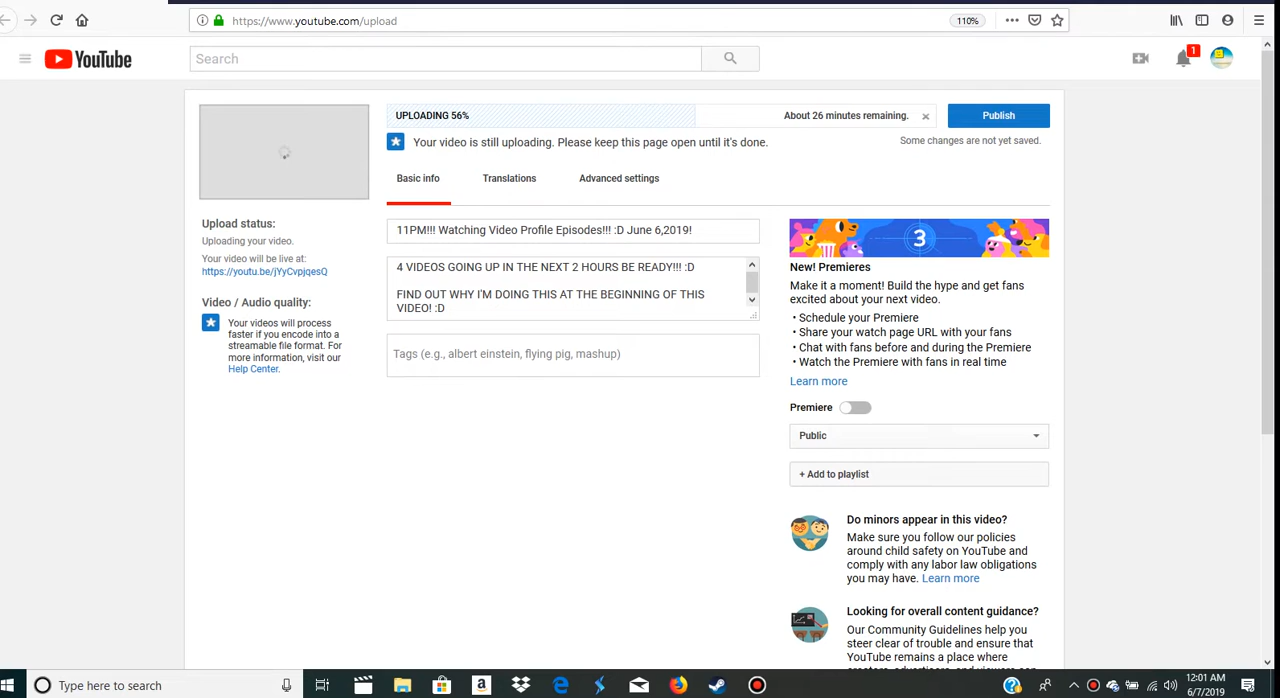 https://www.youtube.com/upload
110%
YouTube
Search
1
UPLOADING 56%
About 26 minutes remaining.
Publish
Your video is still uploading. Please keep this page open until it's done.
Some changes are not yet saved.
Basic info
Translations
Advanced settings
Upload status:
Uploading your video.
Your video will be live at:
https://youtu.be/jYyCvpjqesQ
Video / Audio quality:
Your videos will process
faster if you encode into a
streamable file format. For
more information, visit our
Help Center.
11PM!!! Watching Video Profile Episodes!!! :D June 6,2019!
4 VIDEOS GOING UP IN THE NEXT 2 HOURS BE READY!!! :D
FIND OUT WHY I'M DOING THIS AT THE BEGINNING OF THIS
VIDEO! :D
Tags (e.g., albert einstein, flying pig, mashup)
3
New! Premieres
Make it a moment! Build the hype and get fans
excited about your next video.
• Schedule your Premiere
• Share your watch page URL with your fans
• Chat with fans before and during the Premiere
• Watch the Premiere with fans in real time
Learn more
Premiere
Public
+ Add to playlist
Do minors appear in this video?
Make sure you follow our policies
around child safety on YouTube and
comply with any labor law obligations
you may have. Learn more
Looking for overall content guidance?
Our Community Guidelines help you
steer clear of trouble and ensure that
YouTube remains a place where
Type here to search
12:01 AM
6/7/2019